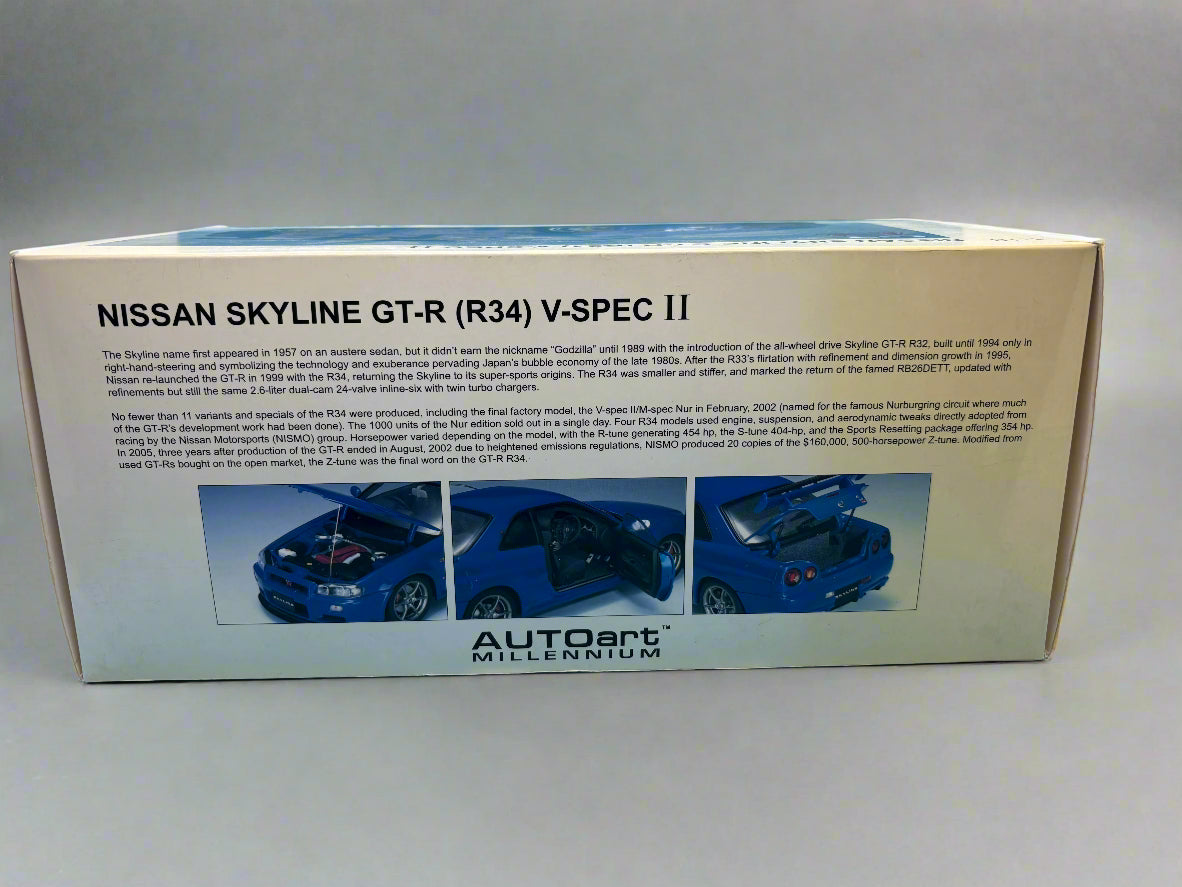 NISSAN SKYLINE GT-R (R34) V-SPEC II
The Skyline name first appeared in 1957 on an austere sedan, but it didn't earn the nickname “Godzilla” until 1989 with the introduction of the all-wheel drive Skyline GT-R R32, built until 1994 only in
right-hand-steering and symbolizing the technology and exuberance pervading Japan's bubble economy of the late 1980s. After the R33's flirtation with refinement and dimension growth in 1995,
Nissan re-launched the GT-R in 1999 with the R34, returning the Skyline to its super-sports origins. The R34 was smaller and stiffer, and marked the return of the famed RB26DETT, updated with
refinements but still the same 2.6-liter dual-cam 24-valve inline-six with twin turbo chargers.
No fewer than 11 variants and specials of the R34 were produced, including the final factory model, the V-spec II/M-spec Nur in February, 2002 (named for the famous Nurburgring circuit where much
of the GT-R's development work had been done). The 1000 units of the Nur edition sold out in a single day. Four R34 models used engine, suspension, and aerodynamic tweaks directly adopted from
racing by the Nissan Motorsports (NISMO) group. Horsepower varied depending on the model, with the R-tune generating 454 hp, the S-tune 404-hp, and the Sports Resetting package offering 354 hp.
In 2005, three years after production of the GT-R ended in August, 2002 due to heightened emissions regulations, NISMO produced 20 copies of the $160,000, 500-horsepower Z-tune. Modified from
used GT-Rs bought on the open market, the Z-tune was the final word on the GT-R R34.
SKYLINE
SKYLINE
AUTOart™
MILLENNIUM